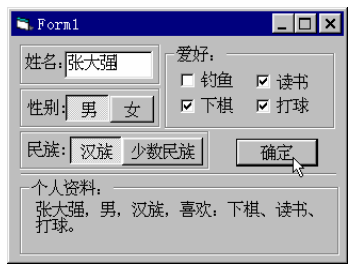 Form1
姓名: 张大强
爱好:
钓鱼 读书
性别: 男 女
下棋 打球
民族: 汉族 少数民族 确定
个人资料:
张大强, 男, 汉族, 喜欢: 下棋、读书、
打球。